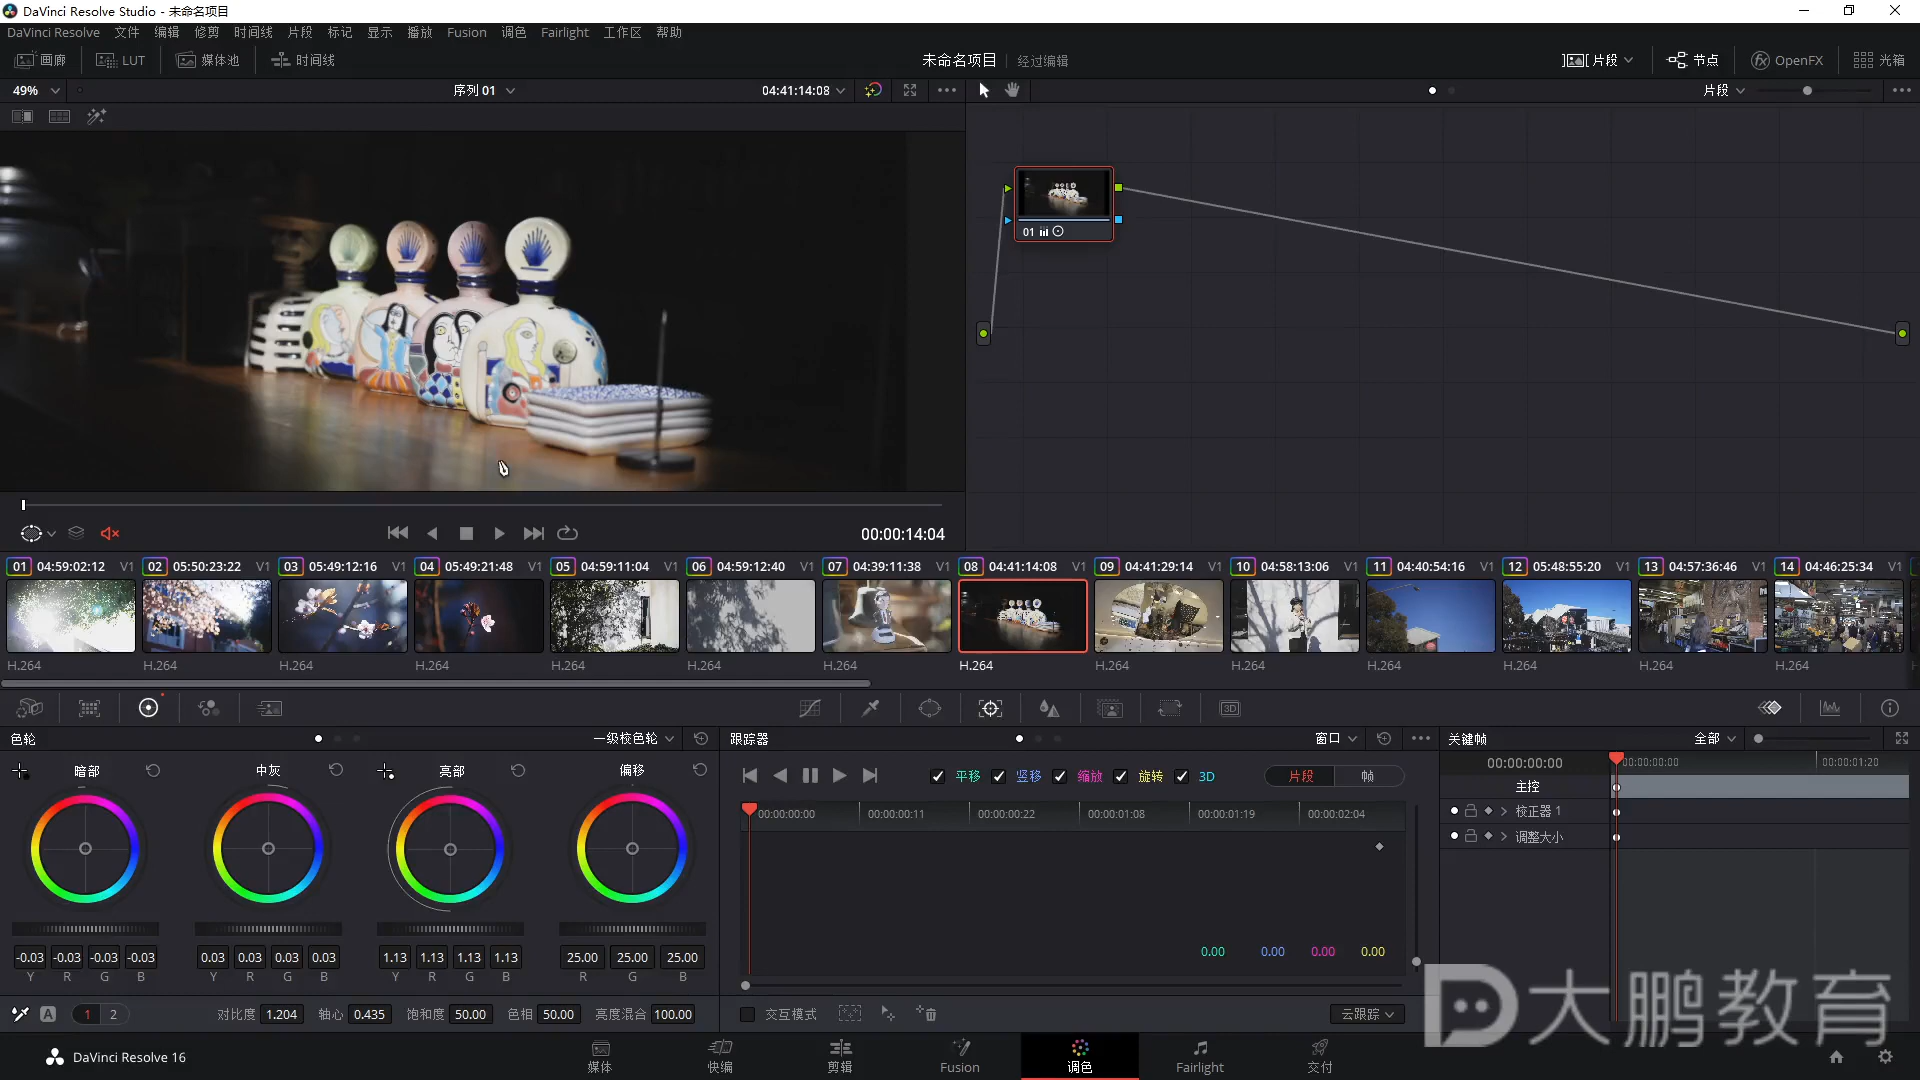 DaVinci Resolve Studio - 未命名项目
DaVinci Resolve 文件 编辑 修剪 时间线 片段 标记 显示 播放 Fusion 调色 Fairlight 工作区 帮助
画廊 LUT 媒体池 时间线 未命名项目 经过编辑 片段 节点 OpenFX 光箱
49% 序列 01 04:41:14:08 片段
01
00:00:14:04
01 04:59:02:12 V1 02 05:50:23:22 V1 03 05:49:12:16 V1 04 05:49:21:48 V1 05 04:59:11:04 V1 06 04:59:12:40 V1 07 04:39:11:38 V1 08 04:41:14:08 V1 09 04:41:29:14 V1 10 04:58:13:06 V1 11 04:40:54:16 V1 12 05:48:55:20 V1 13 04:57:36:46 V1 14 04:46:25:34 V1
H.264 H.264 H.264 H.264 H.264 H.264 H.264 H.264 H.264 H.264 H.264 H.264 H.264 H.264
3D
色轮 一级校色轮 跟踪器 窗口 关键帧 全部
暗部 中灰 亮部 偏移 平移 竖移 缩放 旋转 3D 片段 帧
00:00:00:00 00:00:00:00 00:00:01:20
主控
校正器 1
调整大小
00:00:00:00 00:00:00:11 00:00:00:22 00:00:01:08 00:00:01:19 00:00:02:04
0.00 0.00 0.00 0.00
-0.03 -0.03 -0.03 -0.03 0.03 0.03 0.03 0.03 1.13 1.13 1.13 1.13 25.00 25.00 25.00
Y R G B Y R G B Y R G B R G B
A 1 2 对比度 1.204 轴心 0.435 饱和度 50.00 色相 50.00 亮度混合 100.00 交互模式 云跟踪
大鹏教育
DaVinci Resolve 16 媒体 快编 剪辑 Fusion 调色 Fairlight 交付